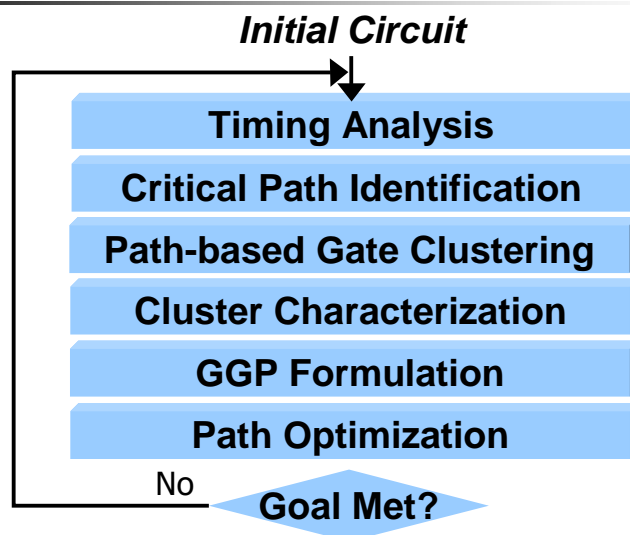 Initial Circuit
Timing Analysis
Critical Path Identification
Path-based Gate Clustering
Cluster Characterization
GGP Formulation
Path Optimization
No
Goal Met?